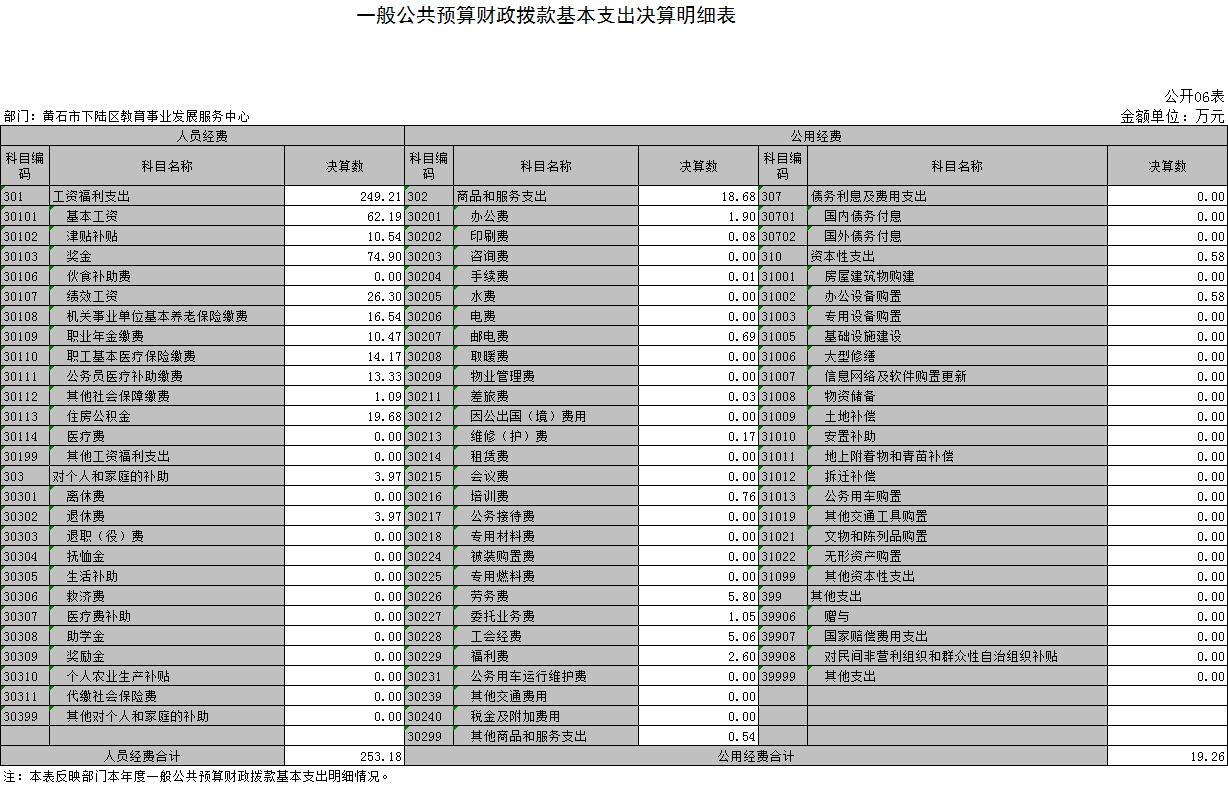 一般公共预算财政拨款基本支出决算明细表
公开06表
部门：黄石市下陆区教育事业发展服务中心 金额单位：万元
人员经费 公用经费
科目编码 科目名称 决算数 科目编码 科目名称 决算数 科目编码 科目名称 决算数
301 工资福利支出 249.21 302 商品和服务支出 18.68 307 债务利息及费用支出 0.00
30101 基本工资 62.19 30201 办公费 1.90 30701 国内债务付息 0.00
30102 津贴补贴 10.54 30202 印刷费 0.08 30702 国外债务付息 0.00
30103 奖金 74.90 30203 咨询费 0.00 310 资本性支出 0.58
30106 伙食补助费 0.00 30204 手续费 0.01 31001 房屋建筑物购建 0.00
30107 绩效工资 26.30 30205 水费 0.00 31002 办公设备购置 0.58
30108 机关事业单位基本养老保险缴费 16.54 30206 电费 0.00 31003 专用设备购置 0.00
30109 职业年金缴费 10.47 30207 邮电费 0.69 31005 基础设施建设 0.00
30110 职工基本医疗保险缴费 14.17 30208 取暖费 0.00 31006 大型修缮 0.00
30111 公务员医疗补助缴费 13.33 30209 物业管理费 0.00 31007 信息网络及软件购置更新 0.00
30112 其他社会保障缴费 1.09 30211 差旅费 0.03 31008 物资储备 0.00
30113 住房公积金 19.68 30212 因公出国（境）费用 0.00 31009 土地补偿 0.00
30114 医疗费 0.00 30213 维修（护）费 0.17 31010 安置补助 0.00
30199 其他工资福利支出 0.00 30214 租赁费 0.00 31011 地上附着物和青苗补偿 0.00
303 对个人和家庭的补助 3.97 30215 会议费 0.00 31012 拆迁补偿 0.00
30301 离休费 0.00 30216 培训费 0.76 31013 公务用车购置 0.00
30302 退休费 3.97 30217 公务接待费 0.00 31019 其他交通工具购置 0.00
30303 退职（役）费 0.00 30218 专用材料费 0.00 31021 文物和陈列品购置 0.00
30304 抚恤金 0.00 30224 被装购置费 0.00 31022 无形资产购置 0.00
30305 生活补助 0.00 30225 专用燃料费 0.00 31099 其他资本性支出 0.00
30306 救济费 0.00 30226 劳务费 5.80 399 其他支出 0.00
30307 医疗费补助 0.00 30227 委托业务费 1.05 39906 赠与 0.00
30308 助学金 0.00 30228 工会经费 5.06 39907 国家赔偿费用支出 0.00
30309 奖励金 0.00 30229 福利费 2.60 39908 对民间非营利组织和群众性自治组织补贴 0.00
30310 个人农业生产补贴 0.00 30231 公务用车运行维护费 0.00 39999 其他支出 0.00
30311 代缴社会保险费 0.00 30239 其他交通费用 0.00
30399 其他对个人和家庭的补助 0.00 30240 税金及附加费用 0.00
30299 其他商品和服务支出 0.54
人员经费合计 253.18 公用经费合计 19.26
注：本表反映部门本年度一般公共预算财政拨款基本支出明细情况。